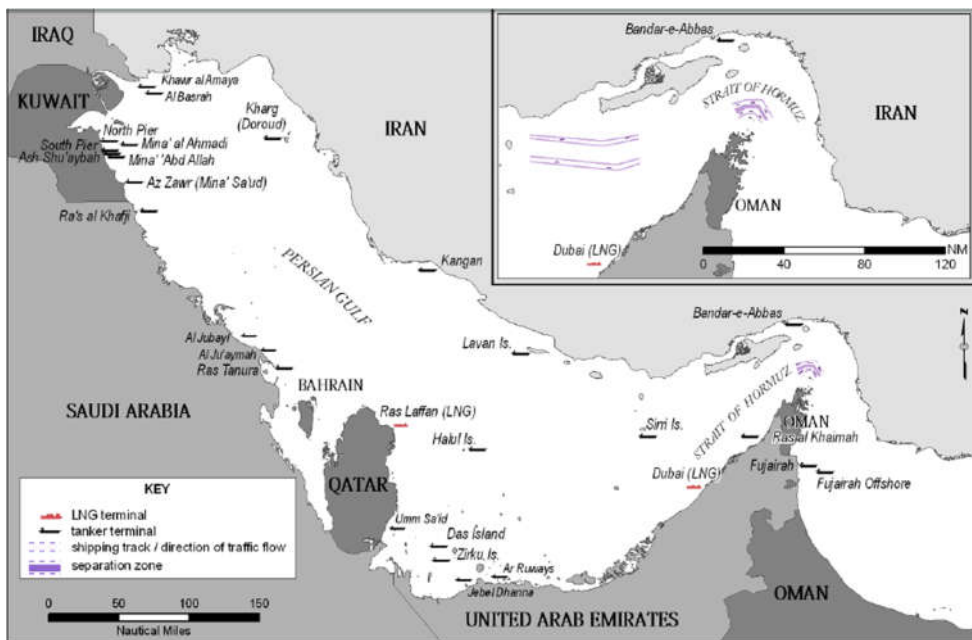 IRAQ
KUWAIT
Khawr al Amaya
Al Basrah
Kharg
(Doroud)
IRAN
North Pier
South Pier
Mina' al Ahmadi
Ash Shu'aybah
Mina' 'Abd Allah
Az Zawr (Mina' Sa'ud)
Ra's al Khafji
PERSIAN GULF
Kangan
Al Jubayl
Al Ju'aymah
Ras Tanura
Lavan Is.
SAUDI ARABIA
BAHRAIN
Ras Laffan (LNG)
Halul Is.
QATAR
Umm Sa'id
Das Island
Zirku. Is.
Ar Ruways
Jebel Dhanna
UNITED ARAB EMIRATES
Sirri Is.
Dubai (LNG)
STRAIT OF HORMUZ
Bandar-e-Abbas
OMAN
Ras al Khaimah
Fujairah
Fujairah Offshore
OMAN
N
Bandar-e-Abbas
STRAIT OF HORMUZ
IRAN
OMAN
Dubai (LNG)
NM
0 40 80 120
KEY
LNG terminal
tanker terminal
shipping track / direction of traffic flow
separation zone
0 50 100 150
Nautical Miles